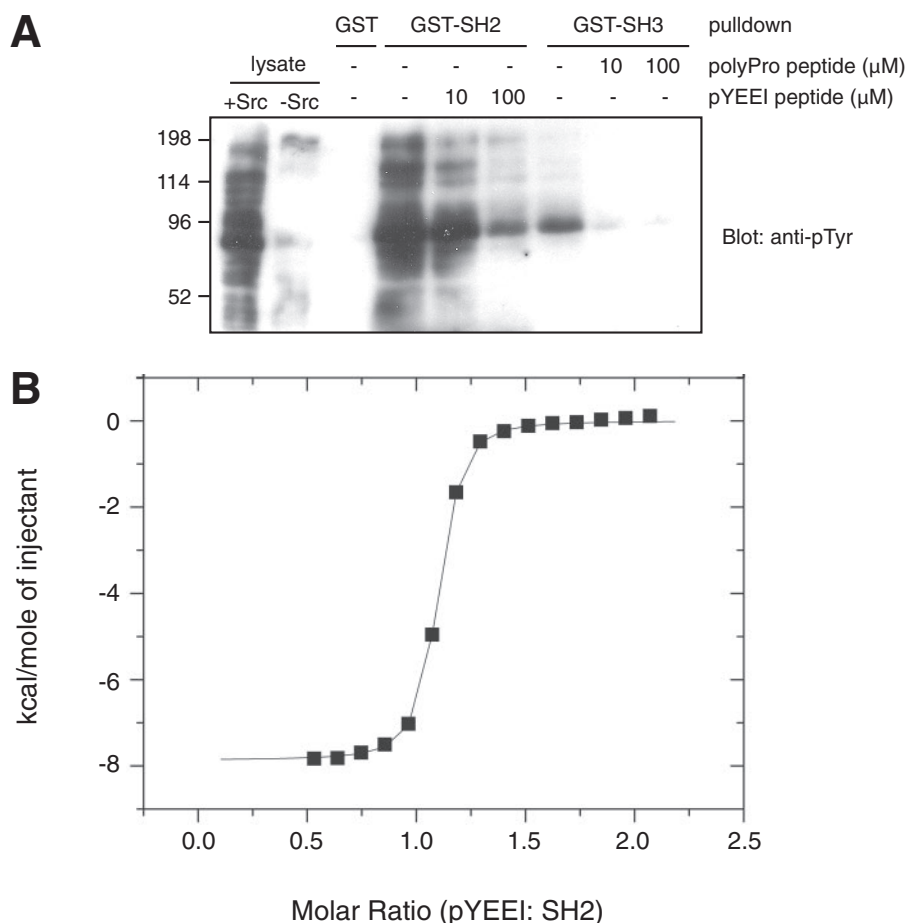 A
GST GST-SH2 GST-SH3 pulldown
lysate - - - - - 10 100 polyPro peptide (µM)
+Src -Src - - 10 100 - - - pYEEI peptide (µM)
198
114
96
52
Blot: anti-pTyr
B
0
-2
-4
-6
-8
kcal/mole of injectant
0.0 0.5 1.0 1.5 2.0 2.5
Molar Ratio (pYEEI: SH2)